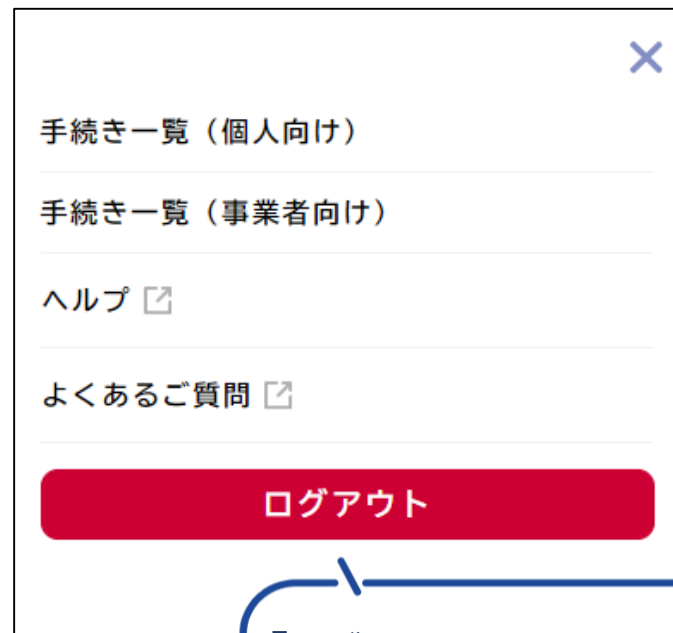 手続き一覧（個人向け）
手続き一覧（事業者向け）
ヘルプ
よくあるご質問
ログアウト